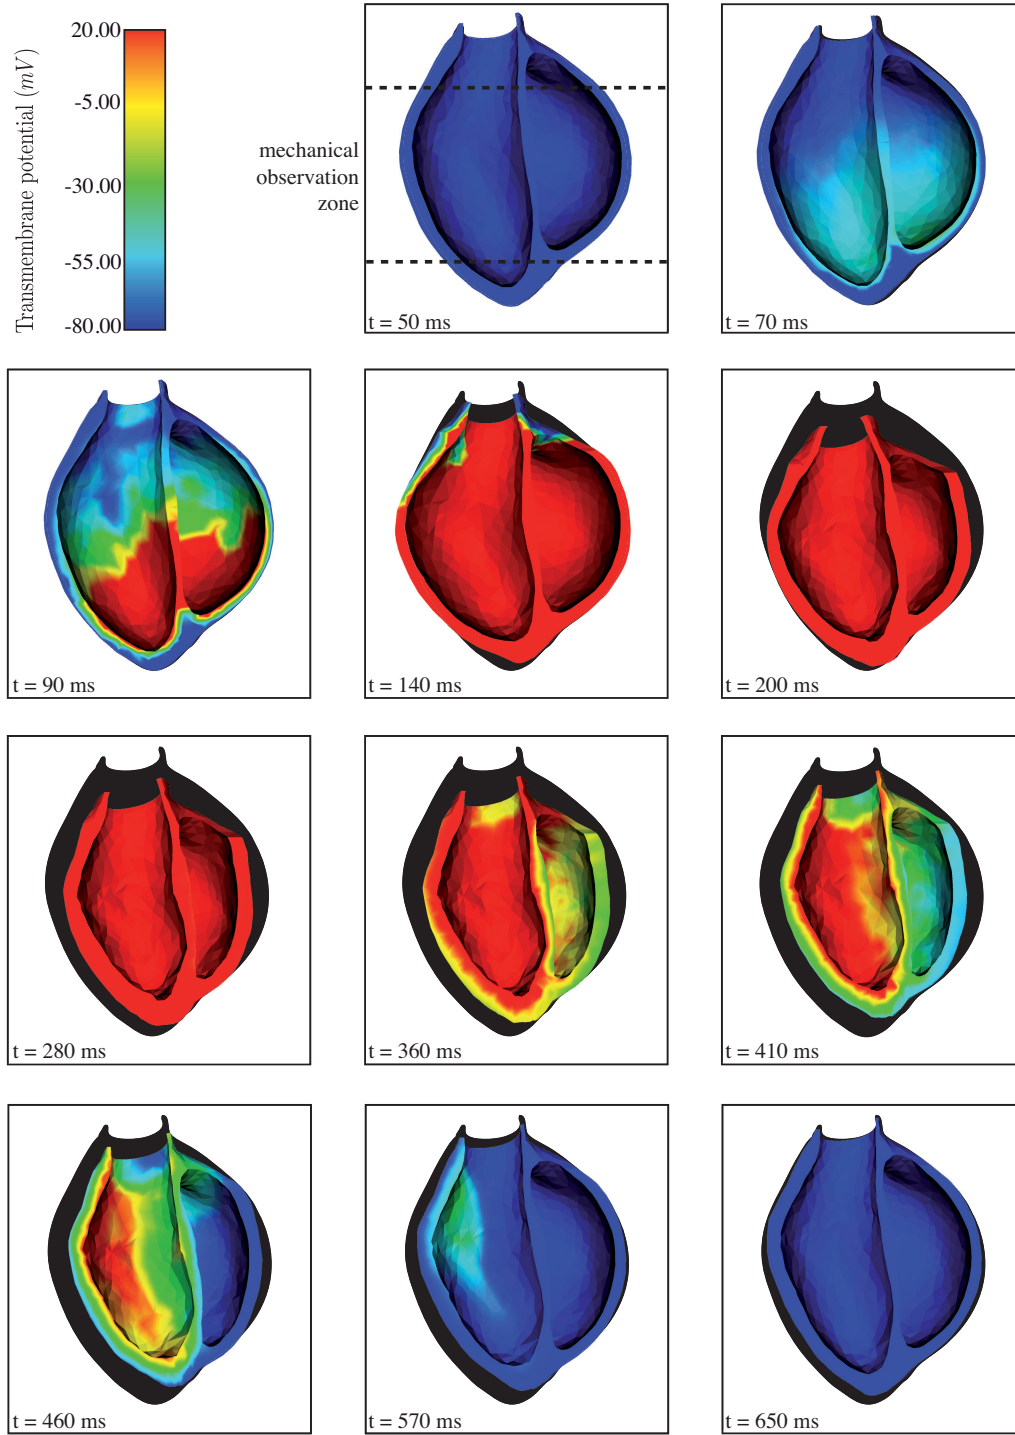 Transmembrane potential (mV)
20.00
-5.00
-30.00
-55.00
-80.00
mechanical
observation
zone
t = 50 ms
t = 70 ms
t = 90 ms
t = 140 ms
t = 200 ms
t = 280 ms
t = 360 ms
t = 410 ms
t = 460 ms
t = 570 ms
t = 650 ms